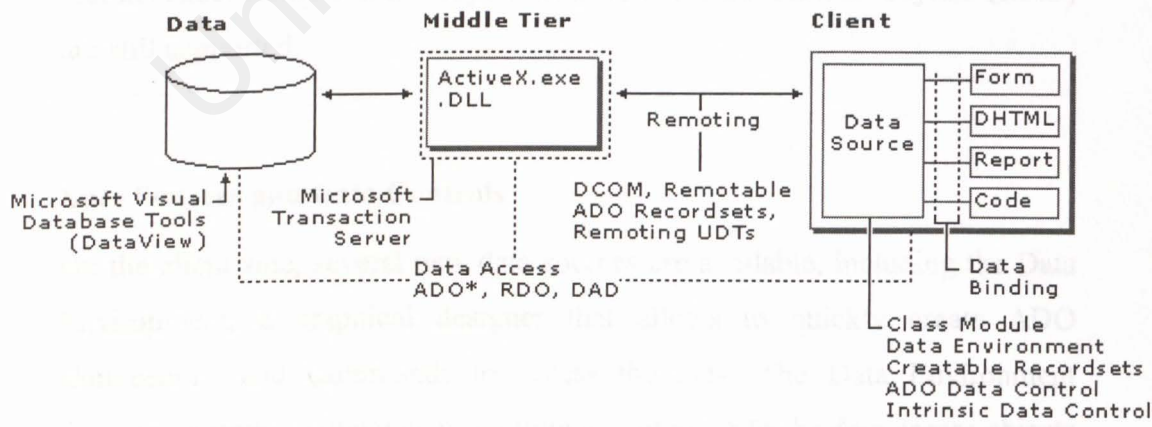 Data
Middle Tier
Client
ActiveX.exe
.DLL
Remoting
Data
Source
Form
DHTML
Report
Code
Microsoft Visual
Database Tools
(DataView)
Microsoft
Transaction
Server
DCOM, Remotable
ADO Recordsets,
Remoting UDTs
Data Access
ADO*, RDO, DAD
Data
Binding
Class Module
Data Environment
Creatable Recordsets
ADO Data Control
Intrinsic Data Control